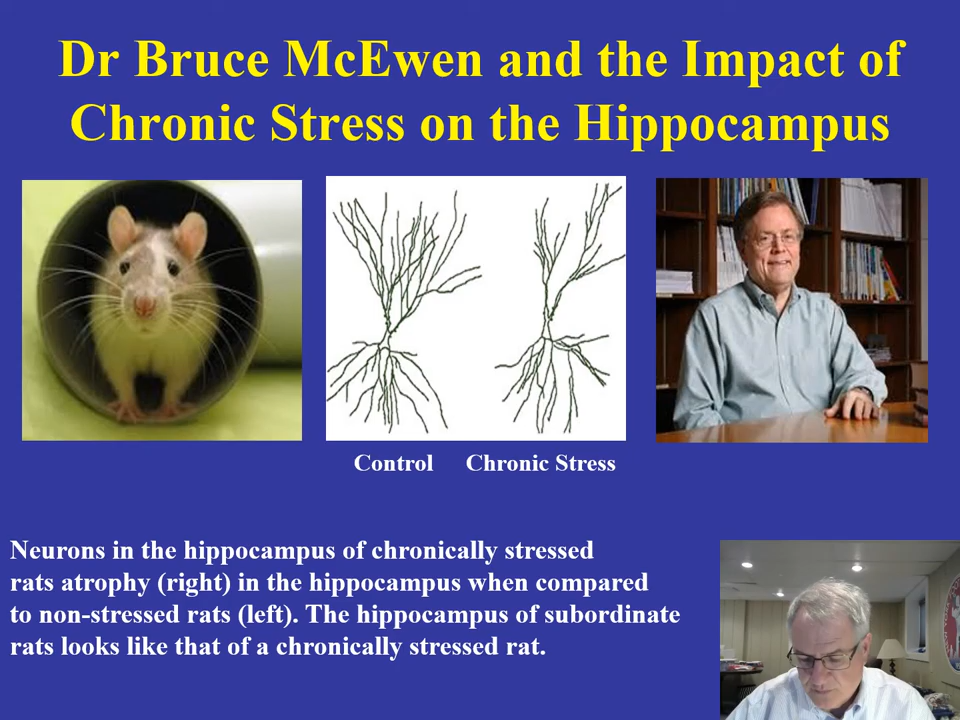 Dr Bruce McEwen and the Impact of
Chronic Stress on the Hippocampus
Control Chronic Stress
Neurons in the hippocampus of chronically stressed
rats atrophy (right) in the hippocampus when compared
to non-stressed rats (left). The hippocampus of subordinate
rats looks like that of a chronically stressed rat.